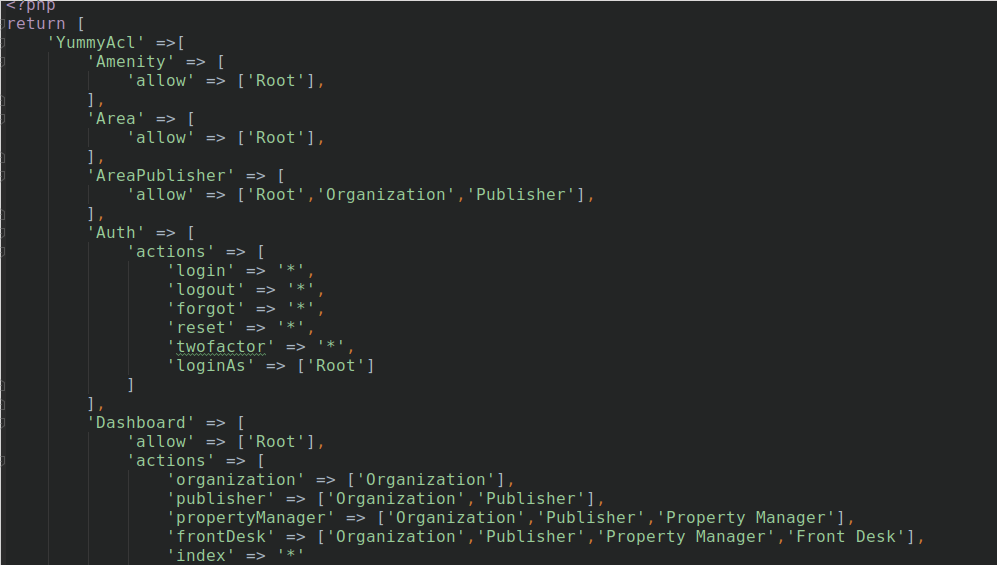 <?php
return [
    'YummyAcl' =>[
        'Amenity' => [
            'allow' => ['Root'],
        ],
        'Area' => [
            'allow' => ['Root'],
        ],
        'AreaPublisher' => [
            'allow' => ['Root','Organization','Publisher'],
        ],
        'Auth' => [
            'actions' => [
                'login' => '*',
                'logout' => '*',
                'forgot' => '*',
                'reset' => '*',
                'twofactor' => '*',
                'loginAs' => ['Root']
            ]
        ],
        'Dashboard' => [
            'allow' => ['Root'],
            'actions' => [
                'organization' => ['Organization'],
                'publisher' => ['Organization','Publisher'],
                'propertyManager' => ['Organization','Publisher','Property Manager'],
                'frontDesk' => ['Organization','Publisher','Property Manager','Front Desk'],
                'index' => '*'